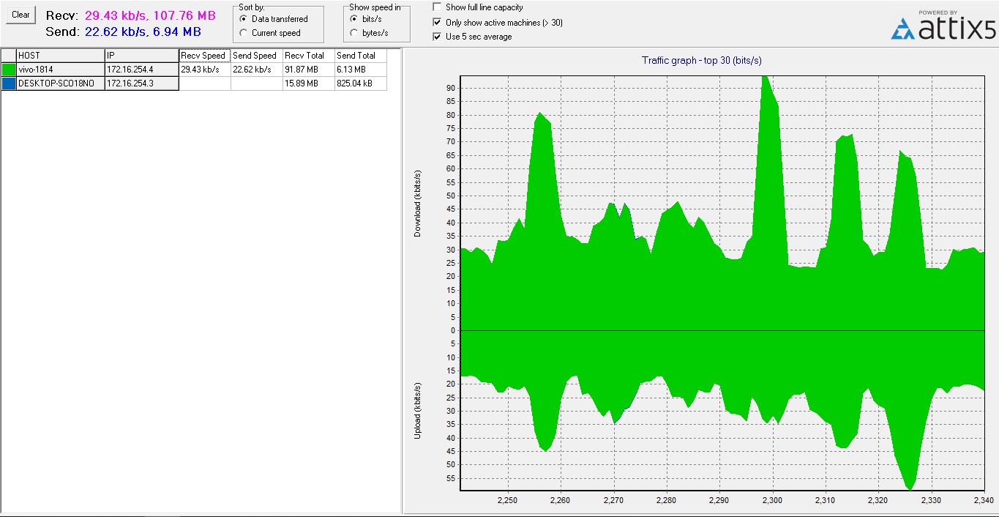 Clear
Recv: 29.43 kb/s, 107.76 MB
Send: 22.62 kb/s, 6.94 MB
Sort by:
Data transferred
Current speed
Show speed in
bits/s
bytes/s
Show full line capacity
Only show active machines (> 30)
Use 5 sec average
POWERED BY
attix5
HOST IP Recv Speed Send Speed Recv Total Send Total
vivo-1814 172.16.254.4 29.43 kb/s 22.62 kb/s 91.87 MB 6.13 MB
DESKTOP-SCO18NO 172.16.254.3 15.89 MB 825.04 kB
Traffic graph - top 30 (bits/s)
Download (kbits/s)
90
85
80
75
70
65
60
55
50
45
40
35
30
25
20
15
10
5
0
Upload (kbits/s)
5
10
15
20
25
30
35
40
45
50
55
2,250 2,260 2,270 2,280 2,290 2,300 2,310 2,320 2,330 2,340